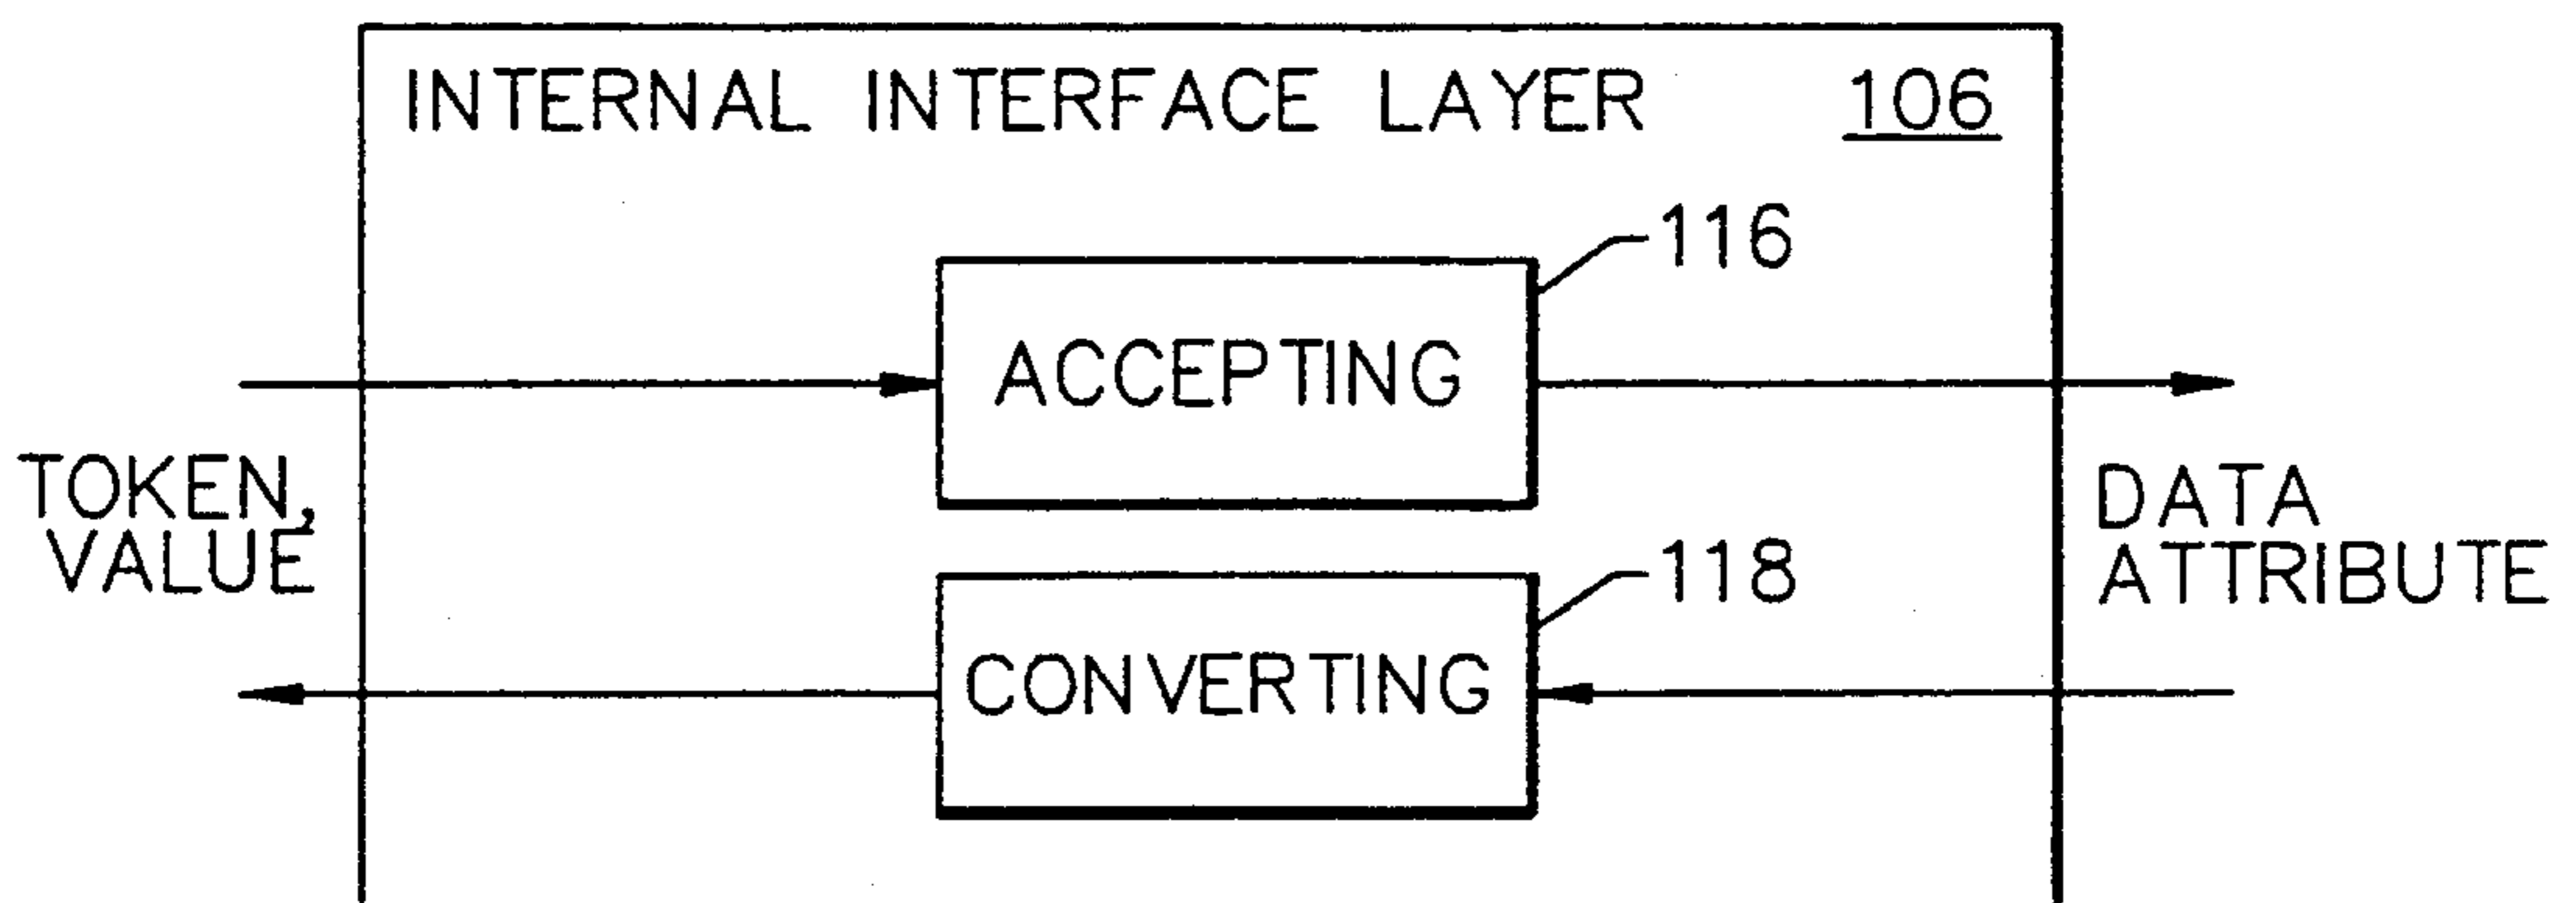 INTERNAL INTERFACE LAYER 106
116
ACCEPTING
TOKEN,
VALUE
DATA
ATTRIBUTE
118
CONVERTING